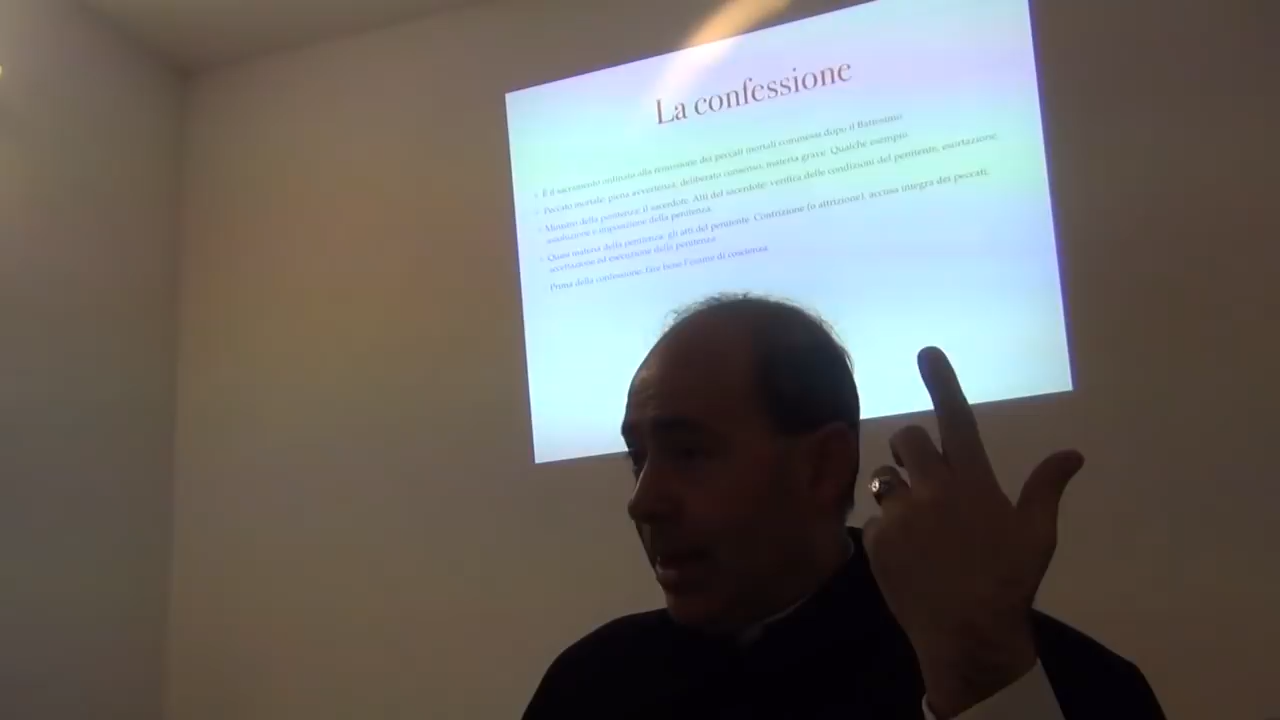 La confessione
È il sacramento ordinato alla remissione dei peccati mortali commessi dopo il Battesimo
Peccato mortale: piena avvertenza, deliberato consenso, materia grave. Qualche esempio
Ministro della penitenza: il sacerdote. Atti del sacerdote: verifica delle condizioni del penitente, esortazione,
assoluzione e imposizione della penitenza.
Quasi materia della penitenza: gli atti del penitente. Contrizione (o attrizione), accusa integra dei peccati,
accettazione ed esecuzione della penitenza
Prima della confessione: fare bene l'esame di coscienza